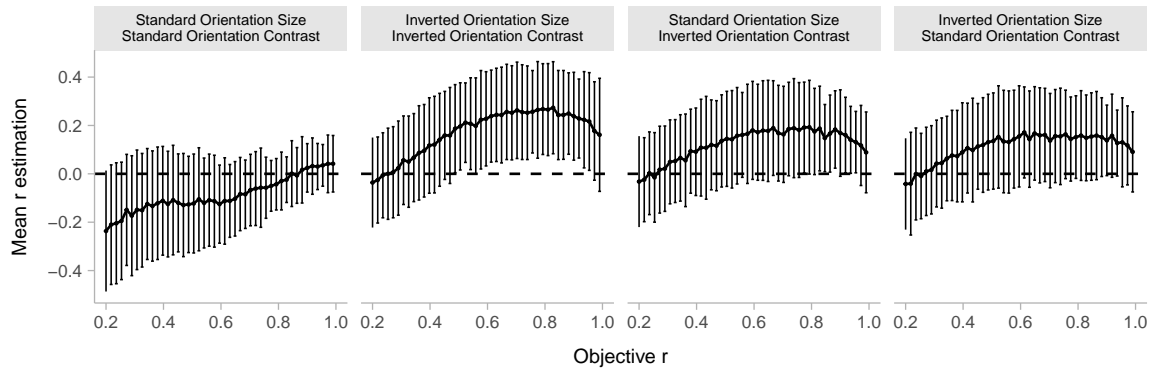 Standard Orientation Size
Standard Orientation Contrast
Inverted Orientation Size
Inverted Orientation Contrast
Standard Orientation Size
Inverted Orientation Contrast
Inverted Orientation Size
Standard Orientation Contrast
Mean r estimation
0.4
0.2
0.0
−0.2
−0.4
0.2 0.4 0.6 0.8 1.0
0.2 0.4 0.6 0.8 1.0
0.2 0.4 0.6 0.8 1.0
0.2 0.4 0.6 0.8 1.0
Objective r